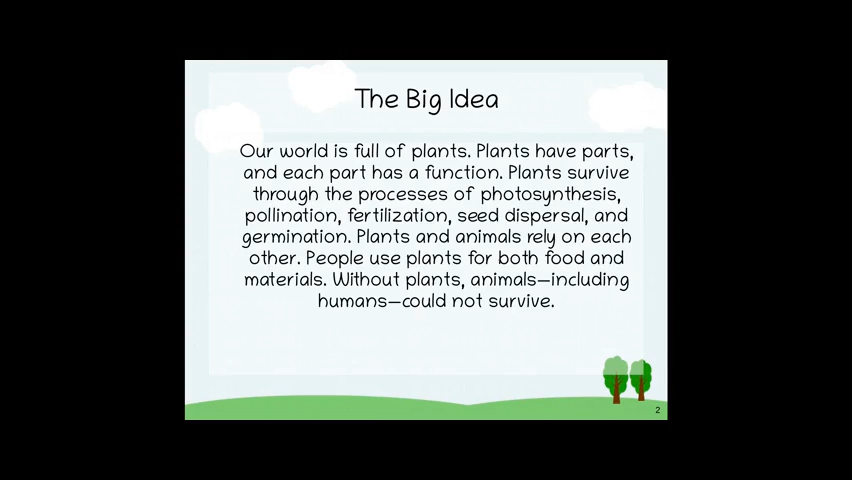 The Big Idea
Our world is full of plants. Plants have parts,
and each part has a function. Plants survive
through the processes of photosynthesis,
pollination, fertilization, seed dispersal, and
germination. Plants and animals rely on each
other. People use plants for both food and
materials. Without plants, animals—including
humans—could not survive.
2